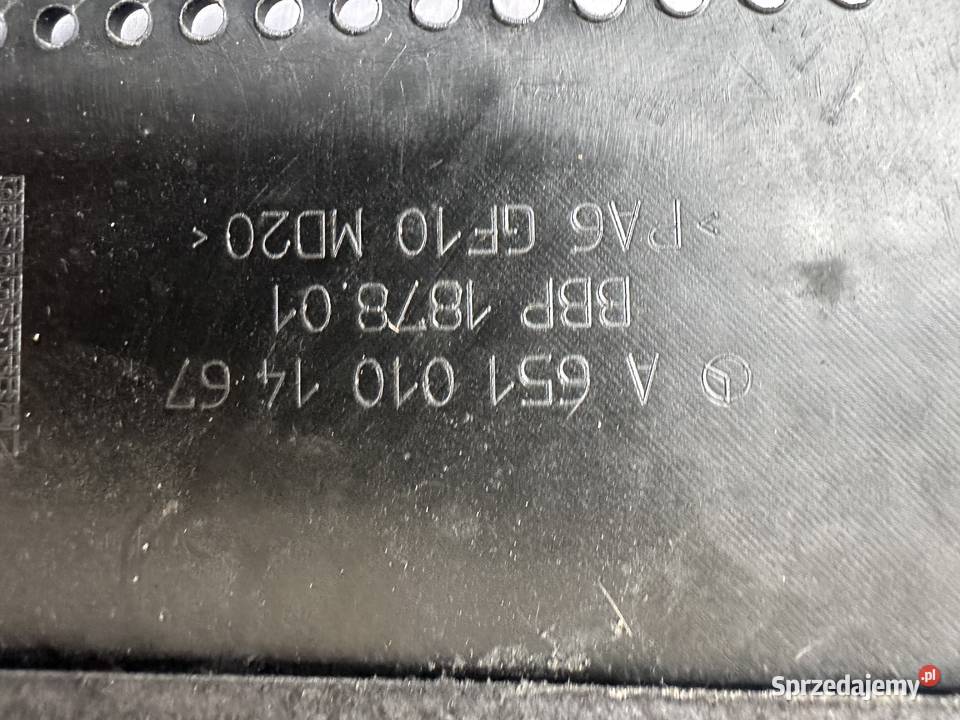 A 651 010 14 67
BBP 1878.01
>PA6 GF10 MD20<
Sprzedajemy.pl